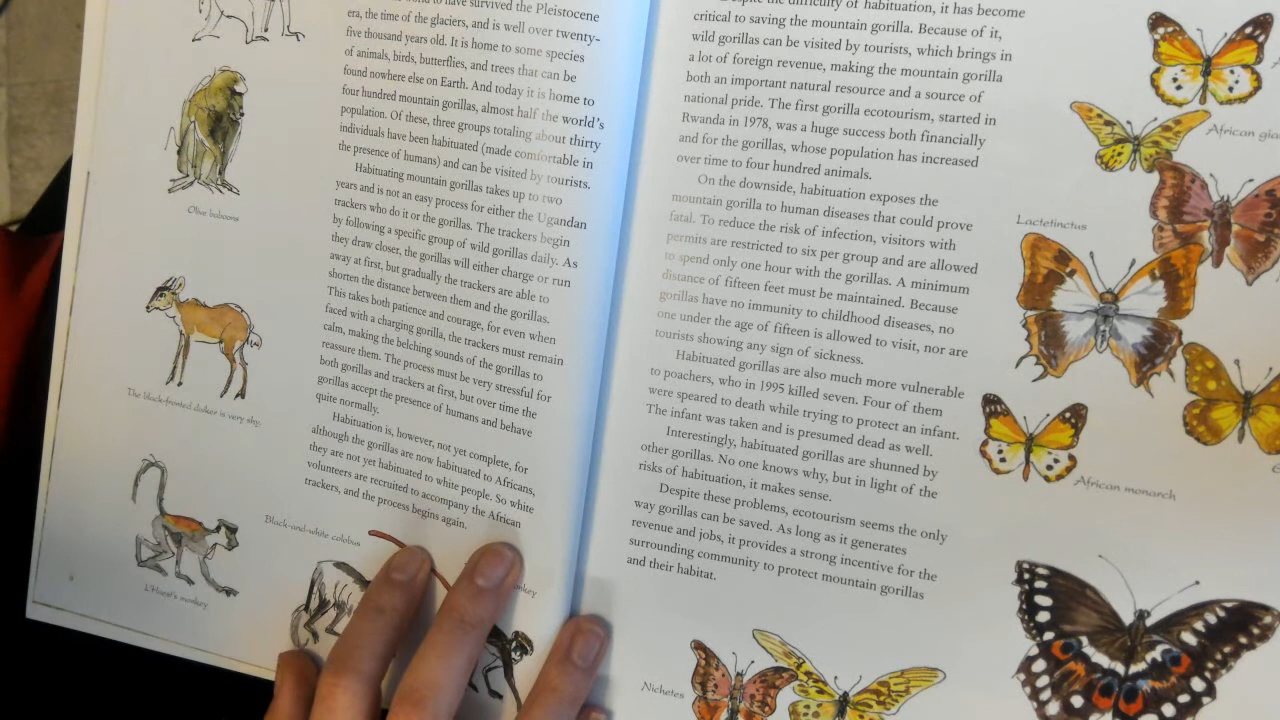 to have survived the Pleistocene
era, the time of the glaciers, and is well over twenty-
five thousand years old. It is home to some species
of animals, birds, butterflies, and trees that can be
found nowhere else on Earth. And today it is home to
four hundred mountain gorillas, almost half the world's
population. Of these, three groups totaling about thirty
individuals have been habituated (made comfortable in
the presence of humans) and can be visited by tourists.
Habituating mountain gorillas takes up to two
years and is not an easy process for either the Ugandan
trackers who do it or the gorillas. The trackers begin
by following a specific group of wild gorillas daily. As
they draw closer, the gorillas will either charge or run
away at first, but gradually the trackers are able to
shorten the distance between them and the gorillas.
This takes both patience and courage, for even when
faced with a charging gorilla, the trackers must remain
calm, making the belching sounds of the gorillas to
reassure them. The process must be very stressful for
both gorillas and trackers at first, but over time the
gorillas accept the presence of humans and behave
quite normally.
Habituation is, however, not yet complete, for
although the gorillas are now habituated to Africans,
they are not yet habituated to white people. So white
volunteers are recruited to accompany the African
trackers, and the process begins again.
Olive baboons
The black-fronted duiker is very shy.
L'Hoest's monkey
Black-and-white colobus
the difficulty of habituation, it has become
critical to saving the mountain gorilla. Because of it,
wild gorillas can be visited by tourists, which brings in
a lot of foreign revenue, making the mountain gorilla
both an important natural resource and a source of
national pride. The first gorilla ecotourism, started in
Rwanda in 1978, was a huge success both financially
and for the gorillas, whose population has increased
over time to four hundred animals.
On the downside, habituation exposes the
mountain gorilla to human diseases that could prove
fatal. To reduce the risk of infection, visitors with
permits are restricted to six per group and are allowed
to spend only one hour with the gorillas. A minimum
distance of fifteen feet must be maintained. Because
gorillas have no immunity to childhood diseases, no
one under the age of fifteen is allowed to visit, nor are
tourists showing any sign of sickness.
Habituated gorillas are also much more vulnerable
to poachers, who in 1995 killed seven. Four of them
were speared to death while trying to protect an infant.
The infant was taken and is presumed dead as well.
Interestingly, habituated gorillas are shunned by
other gorillas. No one knows why, but in light of the
risks of habituation, it makes sense.
Despite these problems, ecotourism seems the only
way gorillas can be saved. As long as it generates
revenue and jobs, it provides a strong incentive for the
surrounding community to protect mountain gorillas
and their habitat.
African
Lactetinctus
African monarch
Nichetes